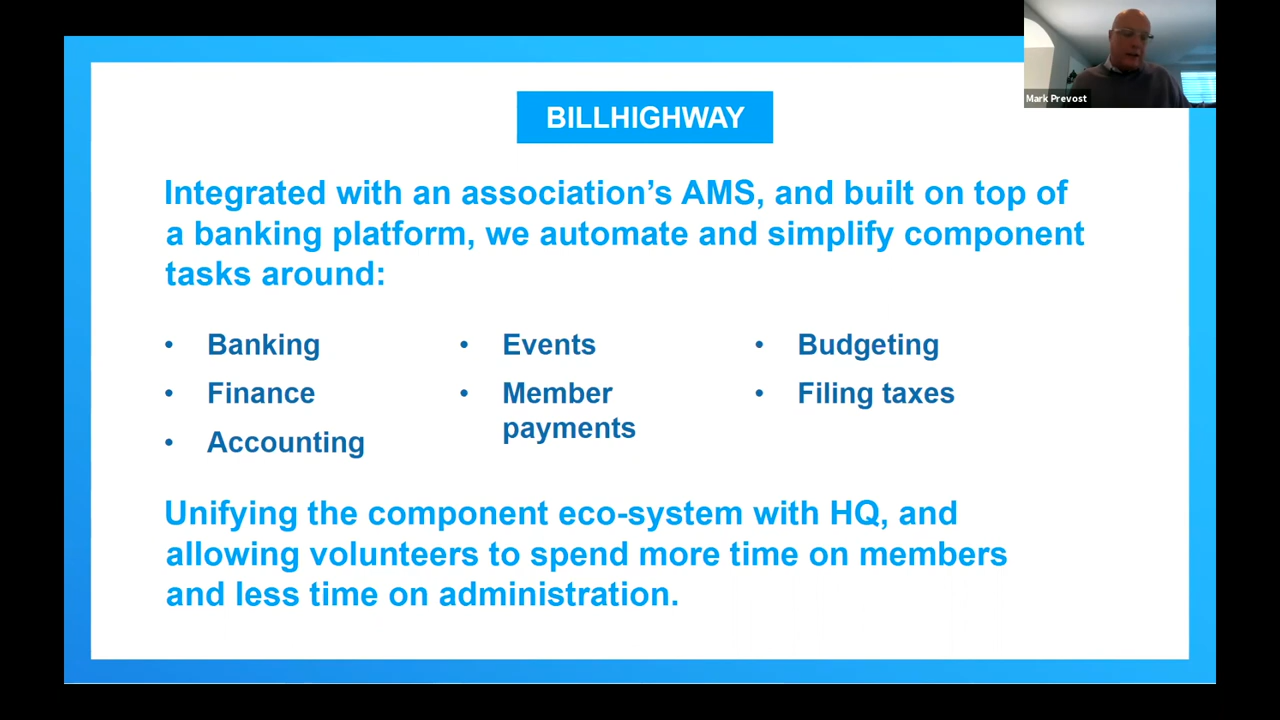 BILLHIGHWAY
Mark Prevost
Integrated with an association’s AMS, and built on top of
a banking platform, we automate and simplify component
tasks around:
• Banking
• Finance
• Accounting
• Events
• Member
payments
• Budgeting
• Filing taxes
Unifying the component eco-system with HQ, and
allowing volunteers to spend more time on members
and less time on administration.